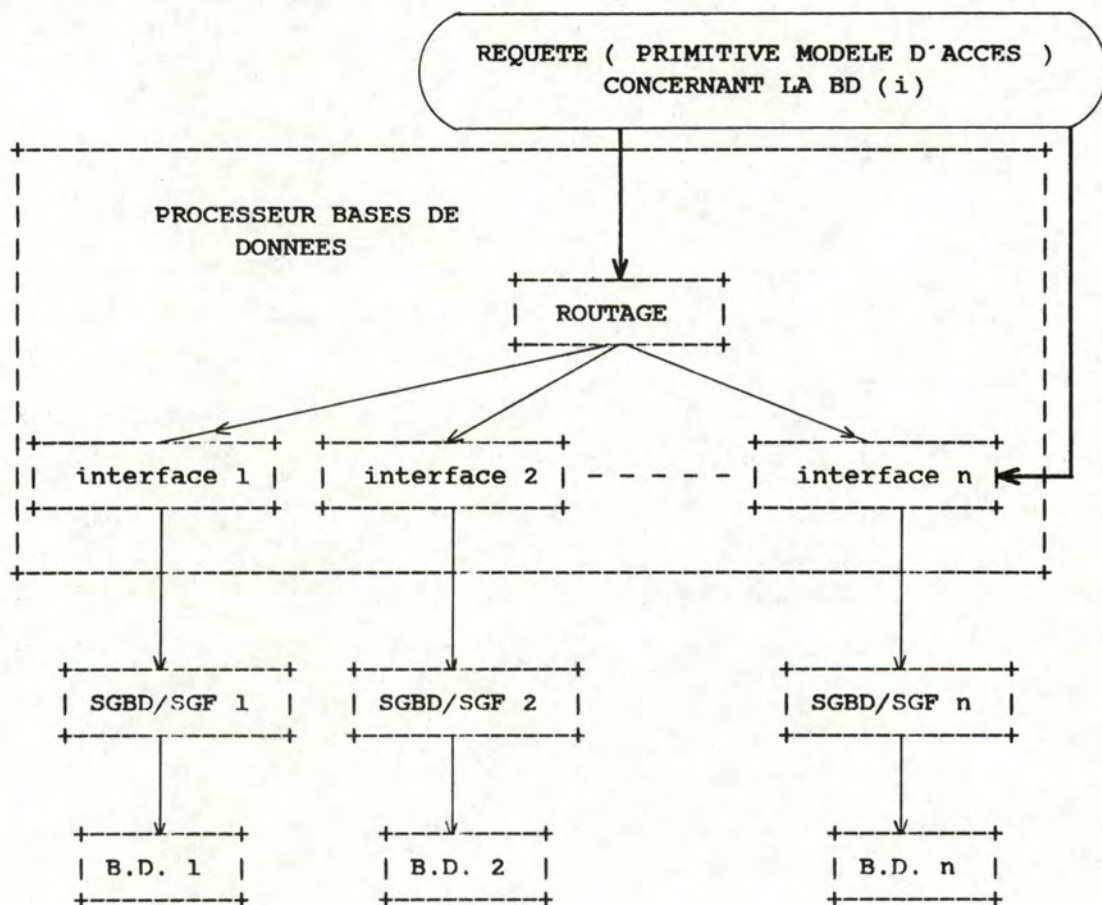 REQUETE ( PRIMITIVE MODELE D'ACCES )
CONCERNANT LA BD (i)
PROCESSEUR BASES DE
DONNEES
ROUTAGE
interface 1
interface 2
interface n
SGBD/SGF 1
SGBD/SGF 2
SGBD/SGF n
B.D. 1
B.D. 2
B.D. n